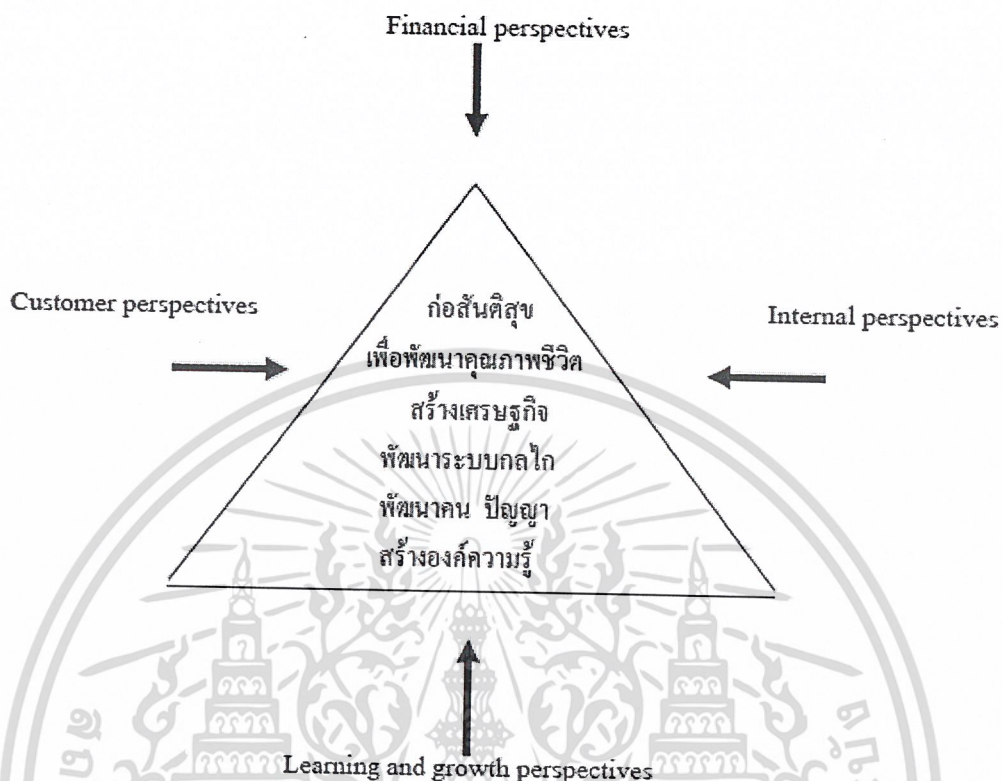 Financial perspectives
Customer perspectives
Internal perspectives
ก่อสันติสุข
เพื่อพัฒนาคุณภาพชีวิต
สร้างเศรษฐกิจ
พัฒนาระบบกลไก
พัฒนาคน ปัญญา
สร้างองค์ความรู้
Learning and growth perspectives